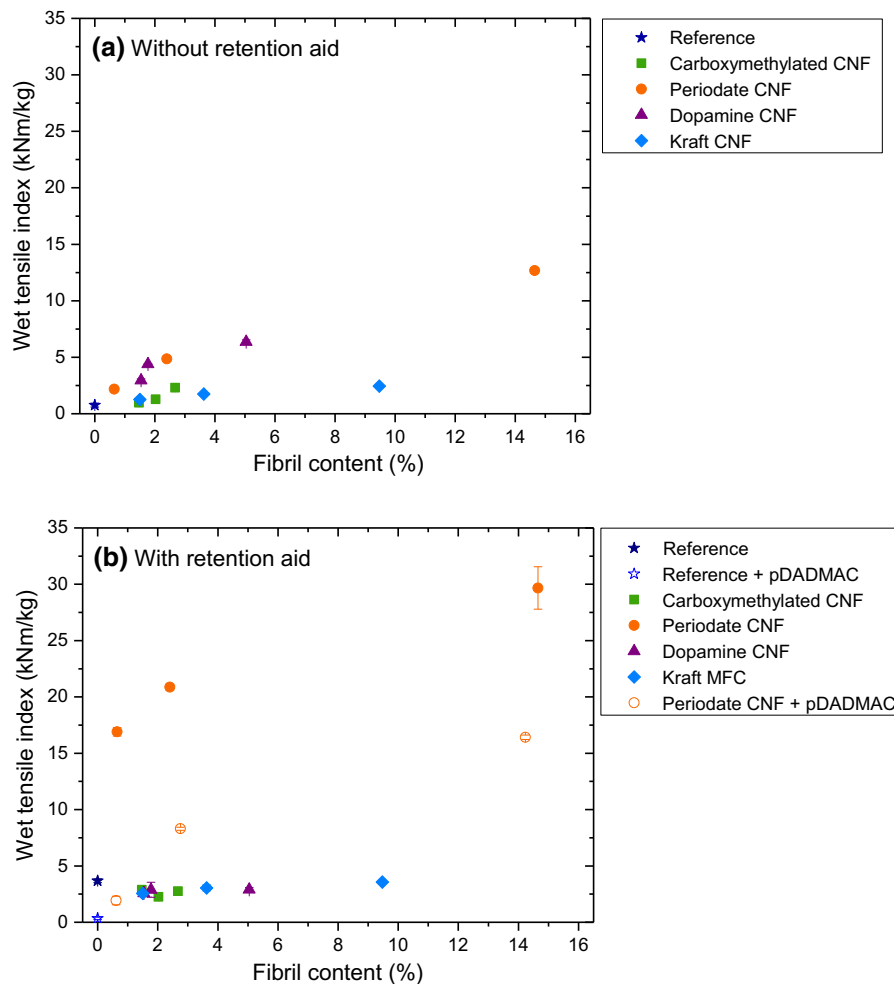 (a) Without retention aid
Wet tensile index (kNm/kg)
35
30
25
20
15
10
5
0
0 2 4 6 8 10 12 14 16
Fibril content (%)
Reference
Carboxymethylated CNF
Periodate CNF
Dopamine CNF
Kraft CNF
(b) With retention aid
Wet tensile index (kNm/kg)
35
30
25
20
15
10
5
0
0 2 4 6 8 10 12 14 16
Fibril content (%)
Reference
Reference + pDADMAC
Carboxymethylated CNF
Periodate CNF
Dopamine CNF
Kraft MFC
Periodate CNF + pDADMAC